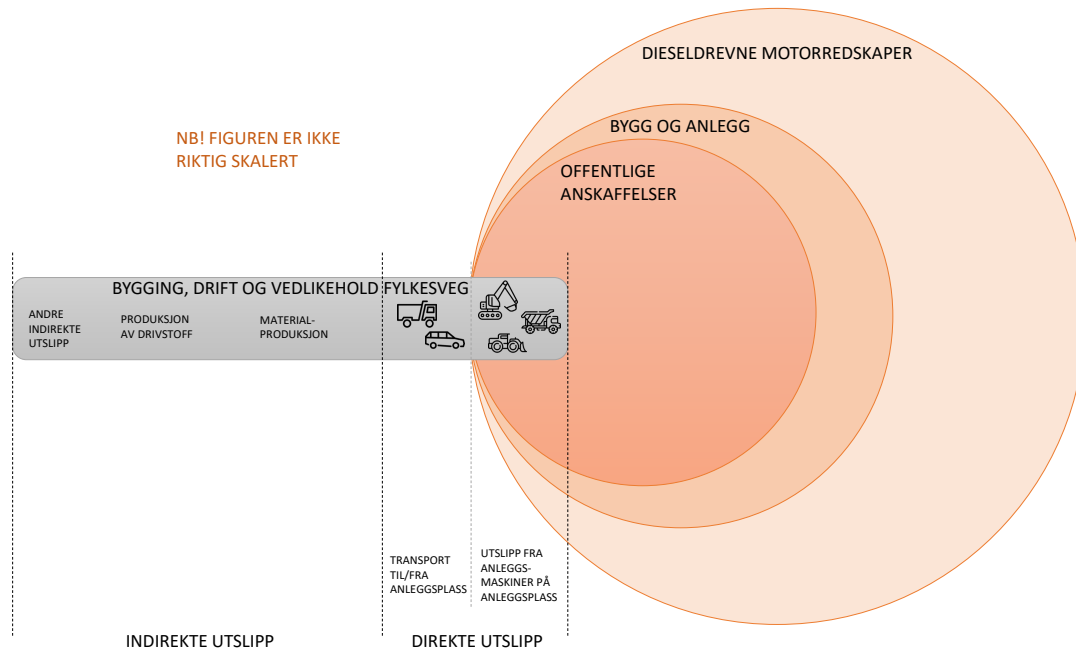 DIESELDREVNE MOTORREDSKAPER
BYGG OG ANLEGG
NB! FIGUREN ER IKKE
RIKTIG SKALERT
OFFENTLIGE
ANSKAFFELSER
BYGGING, DRIFT OG VEDLIKEHOLD FYLKESVEG
ANDRE
INDIREKTE
UTSLIPP
PRODUKSJON
AV DRIVSTOFF
MATERIAL-
PRODUKSJON
TRANSPORT
TIL/FRA
ANLEGGSPLASS
UTSLIPP FRA
ANLEGGS-
MASKINER PÅ
ANLEGGSPLASS
INDIREKTE UTSLIPP
DIREKTE UTSLIPP